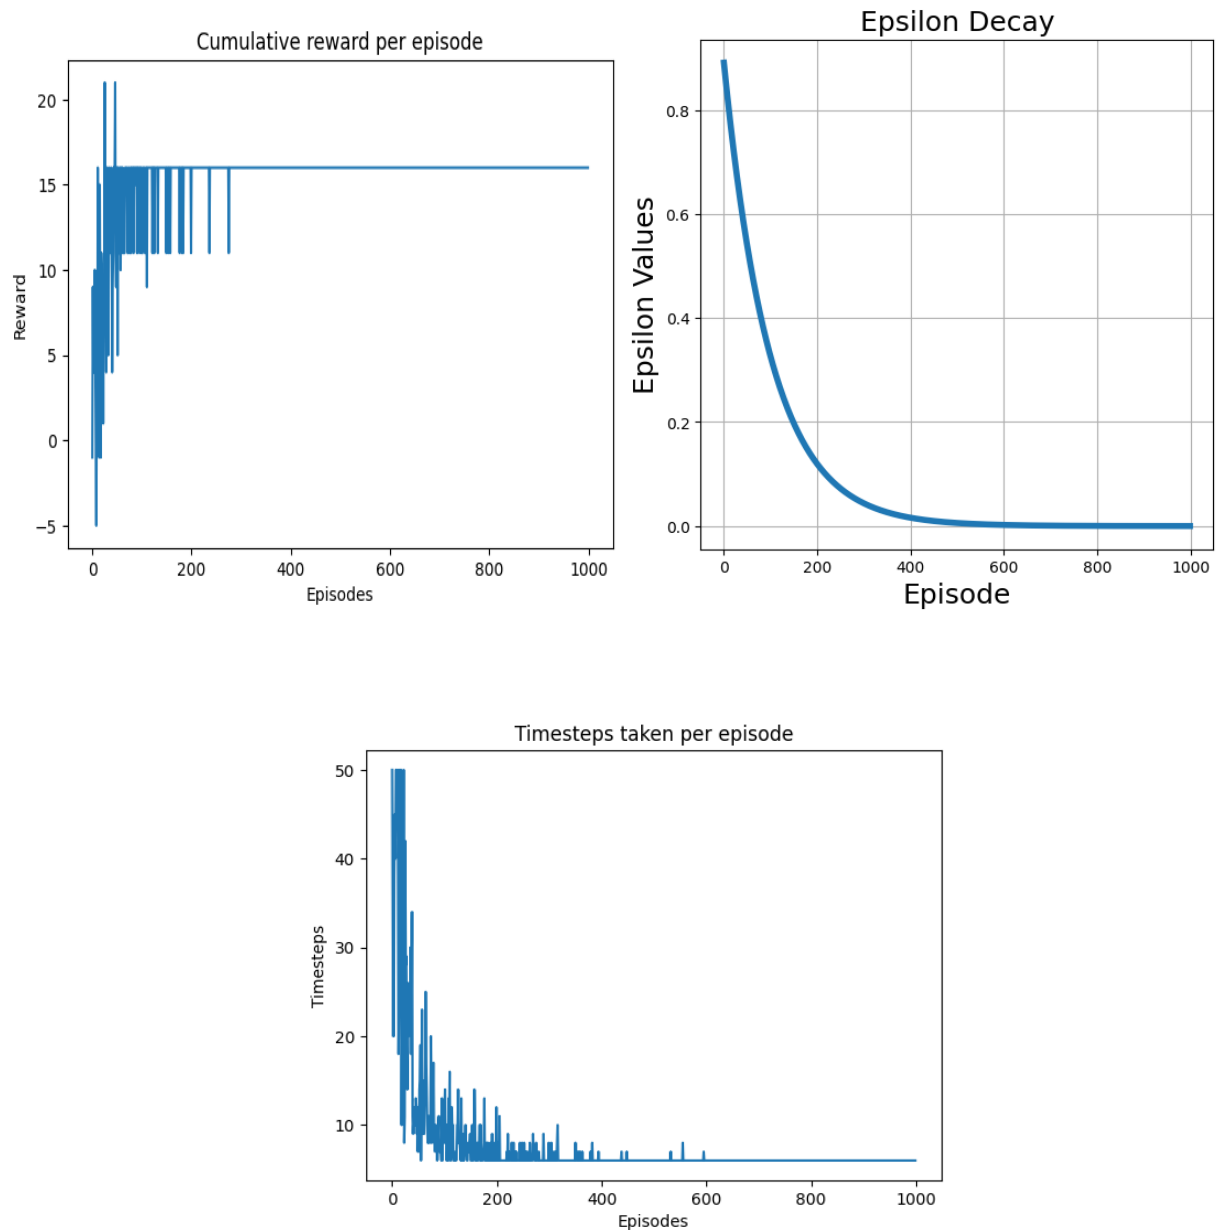 Cumulative reward per episode
20
15
10
5
0
−5
Reward
0 200 400 600 800 1000
Episodes
Epsilon Decay
0.8
0.6
0.4
0.2
0.0
Epsilon Values
0 200 400 600 800 1000
Episode
Timesteps taken per episode
50
40
30
20
10
Timesteps
0 200 400 600 800 1000
Episodes